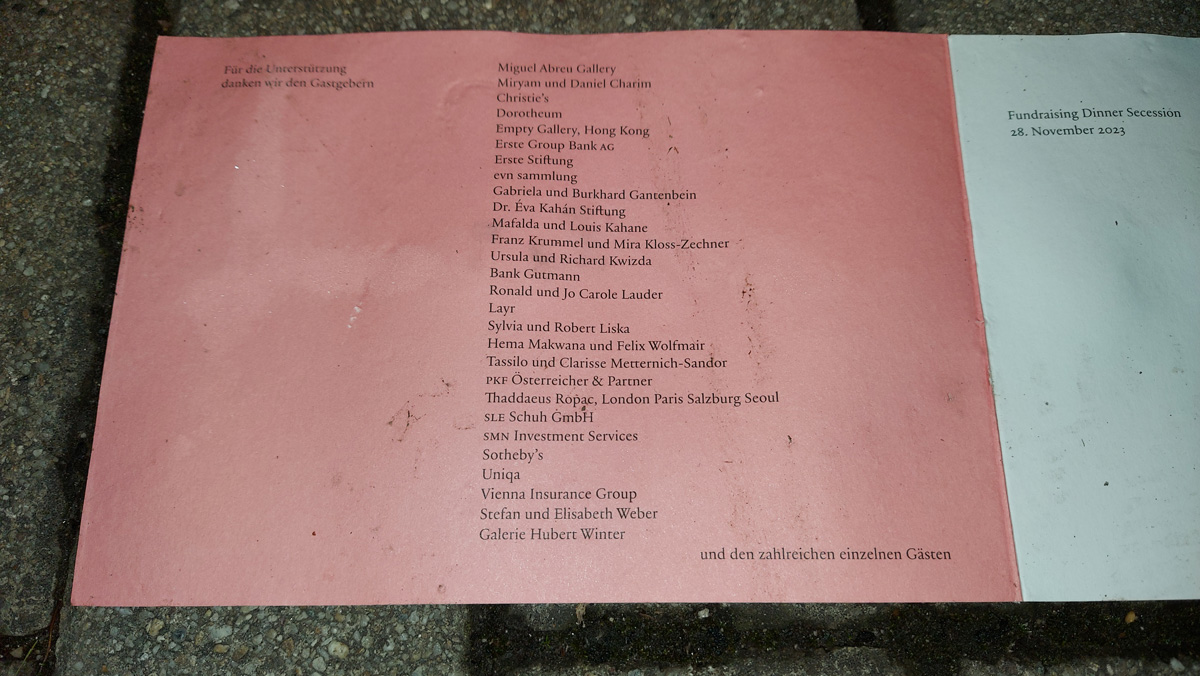 Für die Unterstützung
danken wir den Gastgebern
Miguel Abreu Gallery
Miryam und Daniel Charim
Christie's
Dorotheum
Empty Gallery, Hong Kong
Erste Group Bank AG
Erste Stiftung
evn sammlung
Gabriela und Burkhard Gantenbein
Dr. Éva Kahán Stiftung
Mafalda und Louis Kahane
Franz Krummel und Mira Kloss-Zechner
Ursula und Richard Kwizda
Bank Gutmann
Ronald und Jo Carole Lauder
Layr
Sylvia und Robert Liska
Hema Makwana und Felix Wolfmair
Tassilo und Clarisse Metternich-Sandor
PKF Österreicher & Partner
Thaddaeus Ropac, London Paris Salzburg Seoul
SLE Schuh GmbH
SMN Investment Services
Sotheby's
Uniqa
Vienna Insurance Group
Stefan und Elisabeth Weber
Galerie Hubert Winter
und den zahlreichen einzelnen Gästen
Fundraising Dinner Secession
28. November 2023